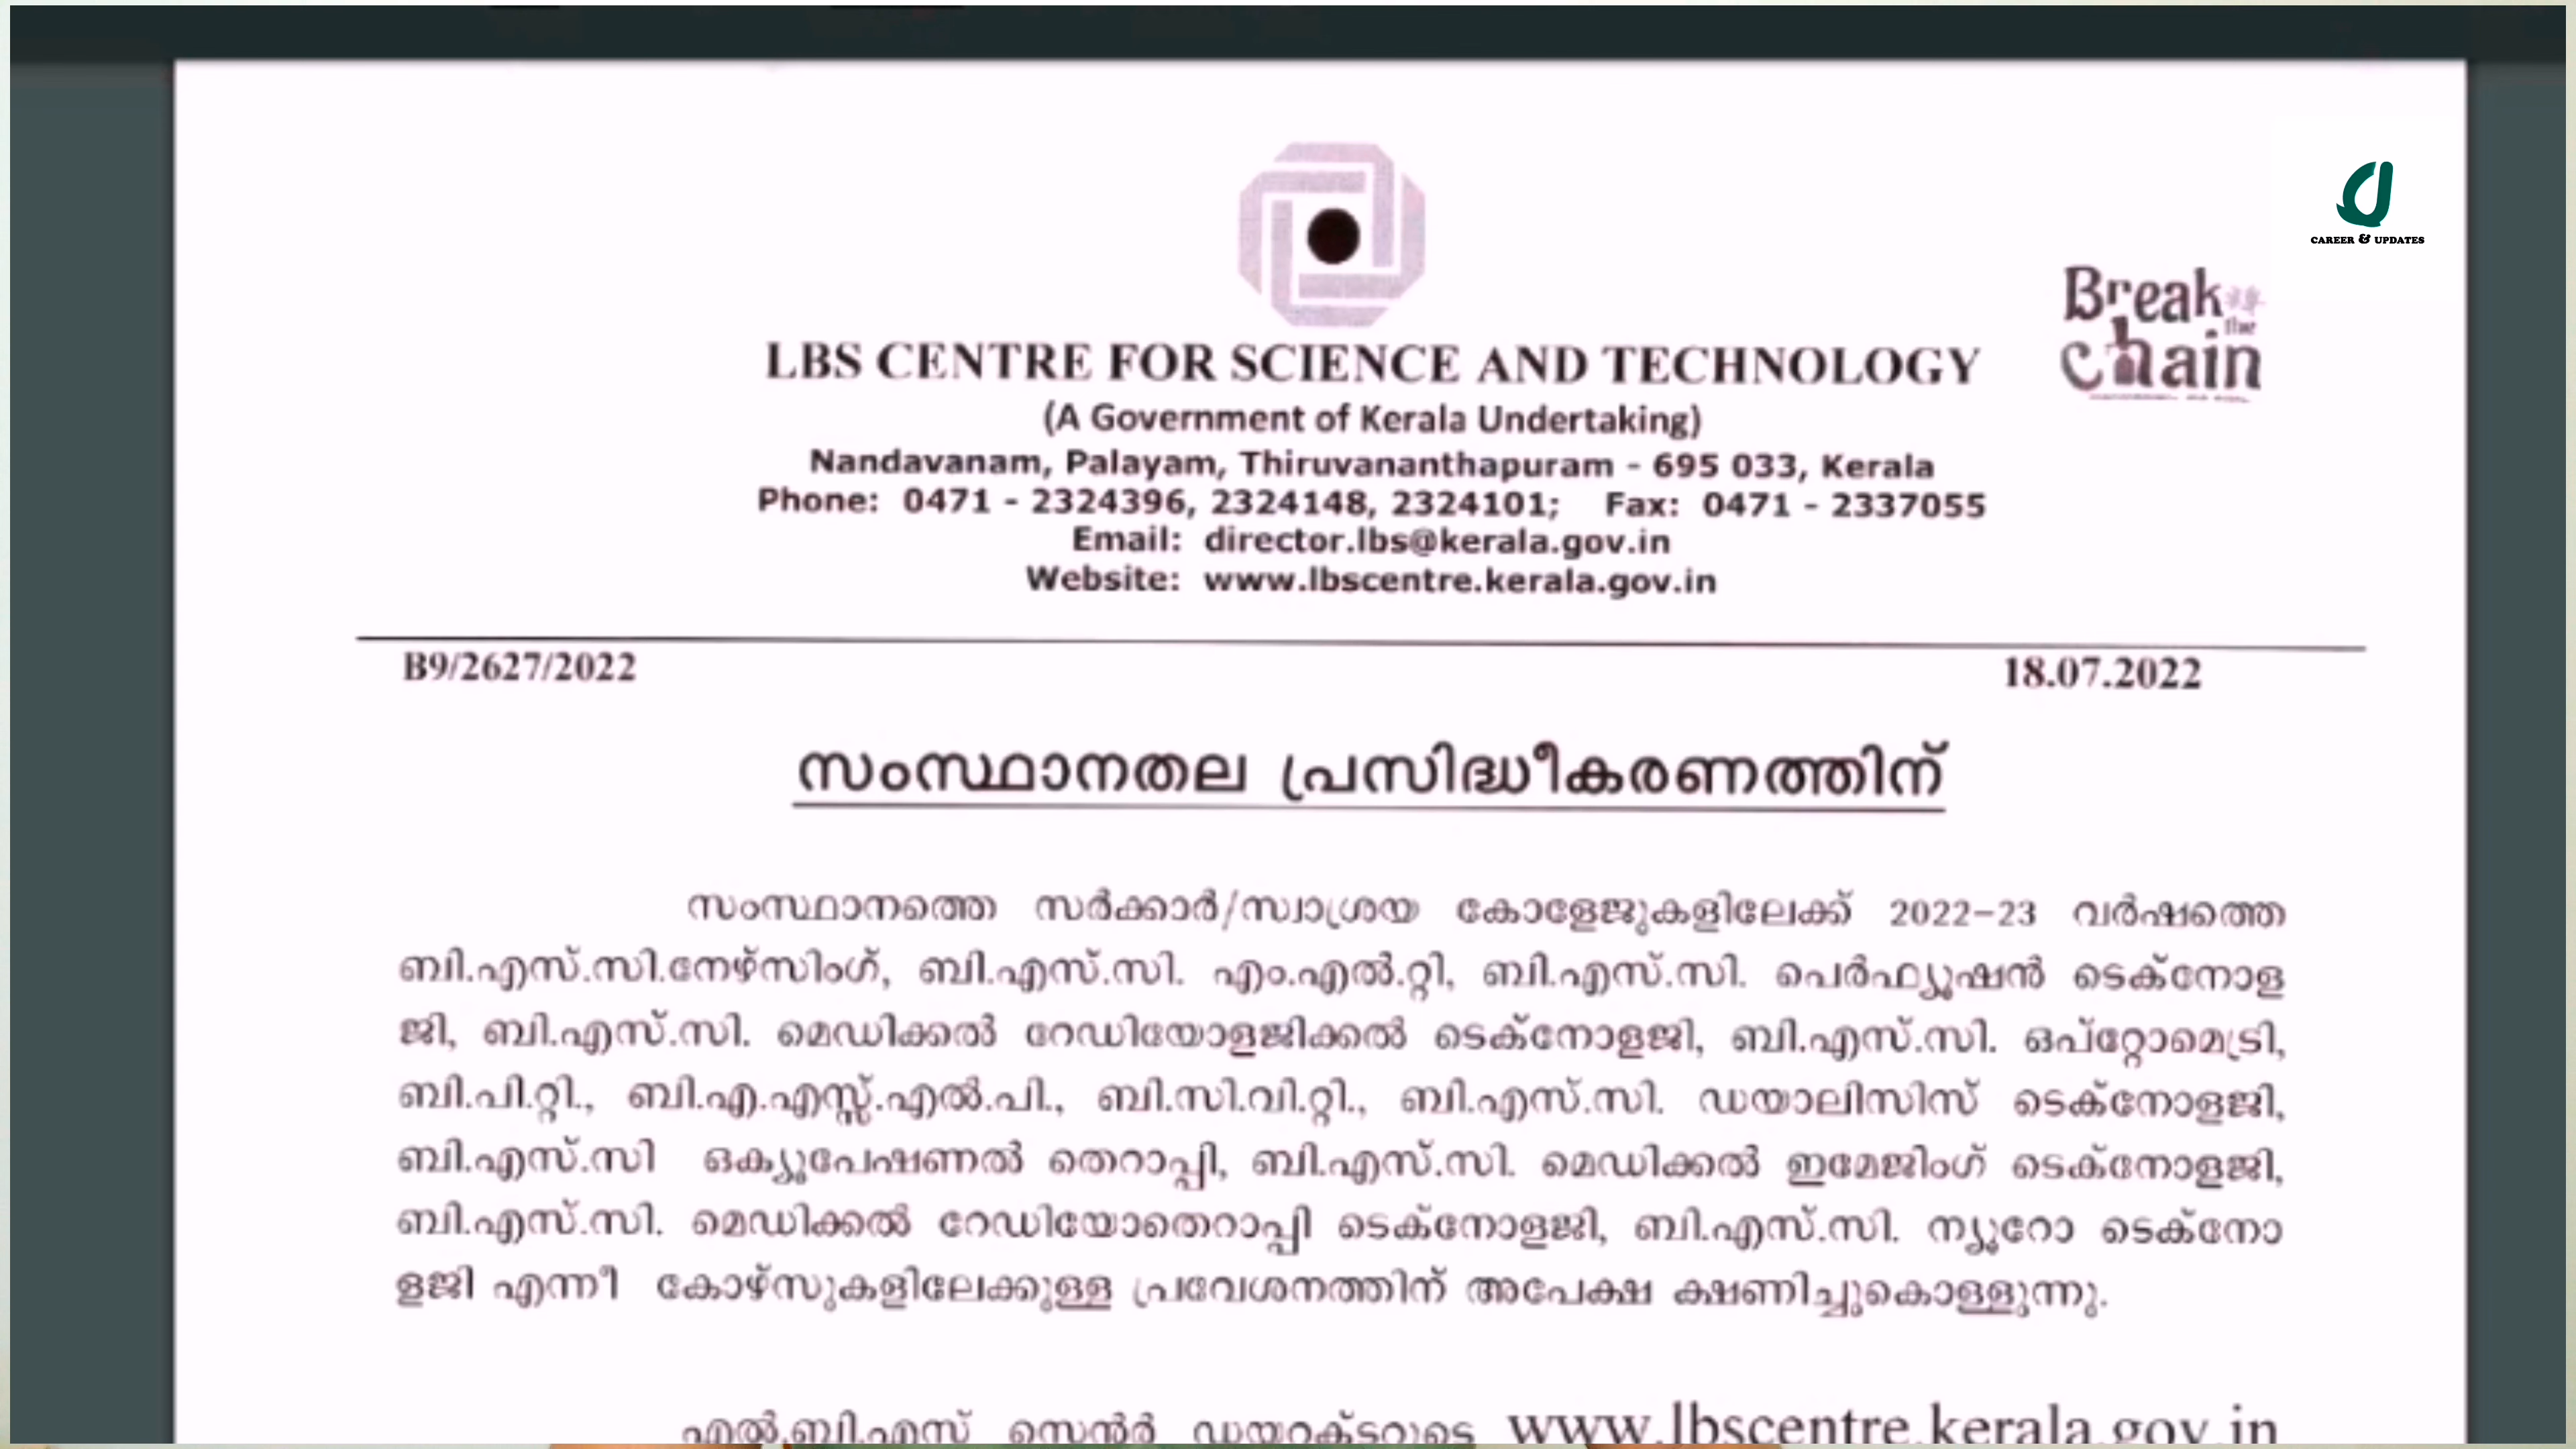 CAREER & UPDATES
Break the Chain
LBS CENTRE FOR SCIENCE AND TECHNOLOGY
(A Government of Kerala Undertaking)
Nandavanam, Palayam, Thiruvananthapuram - 695 033, Kerala
Phone: 0471 - 2324396, 2324148, 2324101; Fax: 0471 - 2337055
Email: director.lbs@kerala.gov.in
Website: www.lbscentre.kerala.gov.in
B9/2627/2022 18.07.2022
സംസ്ഥാനതല പ്രസിദ്ധീകരണത്തിന്
സംസ്ഥാനത്തെ സർക്കാർ/സ്വാശ്രയ കോളേജുകളിലേക്ക് 2022-23 വർഷത്തെ
ബി.എസ്.സി.നേഴ്സിംഗ്, ബി.എസ്.സി. എം.എൽ.റ്റി, ബി.എസ്.സി. പെർഫ്യൂഷൻ ടെക്നോള
ജി, ബി.എസ്.സി. മെഡിക്കൽ റേഡിയോളജിക്കൽ ടെക്നോളജി, ബി.എസ്.സി. ഒപ്റ്റോമെട്രി,
ബി.പി.റ്റി., ബി.എ.എസ്സ്.എൽ.പി., ബി.സി.വി.റ്റി., ബി.എസ്.സി. ഡയാലിസിസ് ടെക്നോളജി,
ബി.എസ്.സി ഒക്യൂപേഷണൽ തെറാപ്പി, ബി.എസ്.സി. മെഡിക്കൽ ഇമേജിംഗ് ടെക്നോളജി,
ബി.എസ്.സി. മെഡിക്കൽ റേഡിയോതെറാപ്പി ടെക്നോളജി, ബി.എസ്.സി. ന്യൂറോ ടെക്നോ
ളജി എന്നീ കോഴ്സുകളിലേക്കുള്ള പ്രവേശനത്തിന് അപേക്ഷ ക്ഷണിച്ചുകൊള്ളുന്നു.
എൽ.ബി.എസ് സെന്റർ ഡയറക്ടറുടെ www.lbscentre.kerala.gov.in